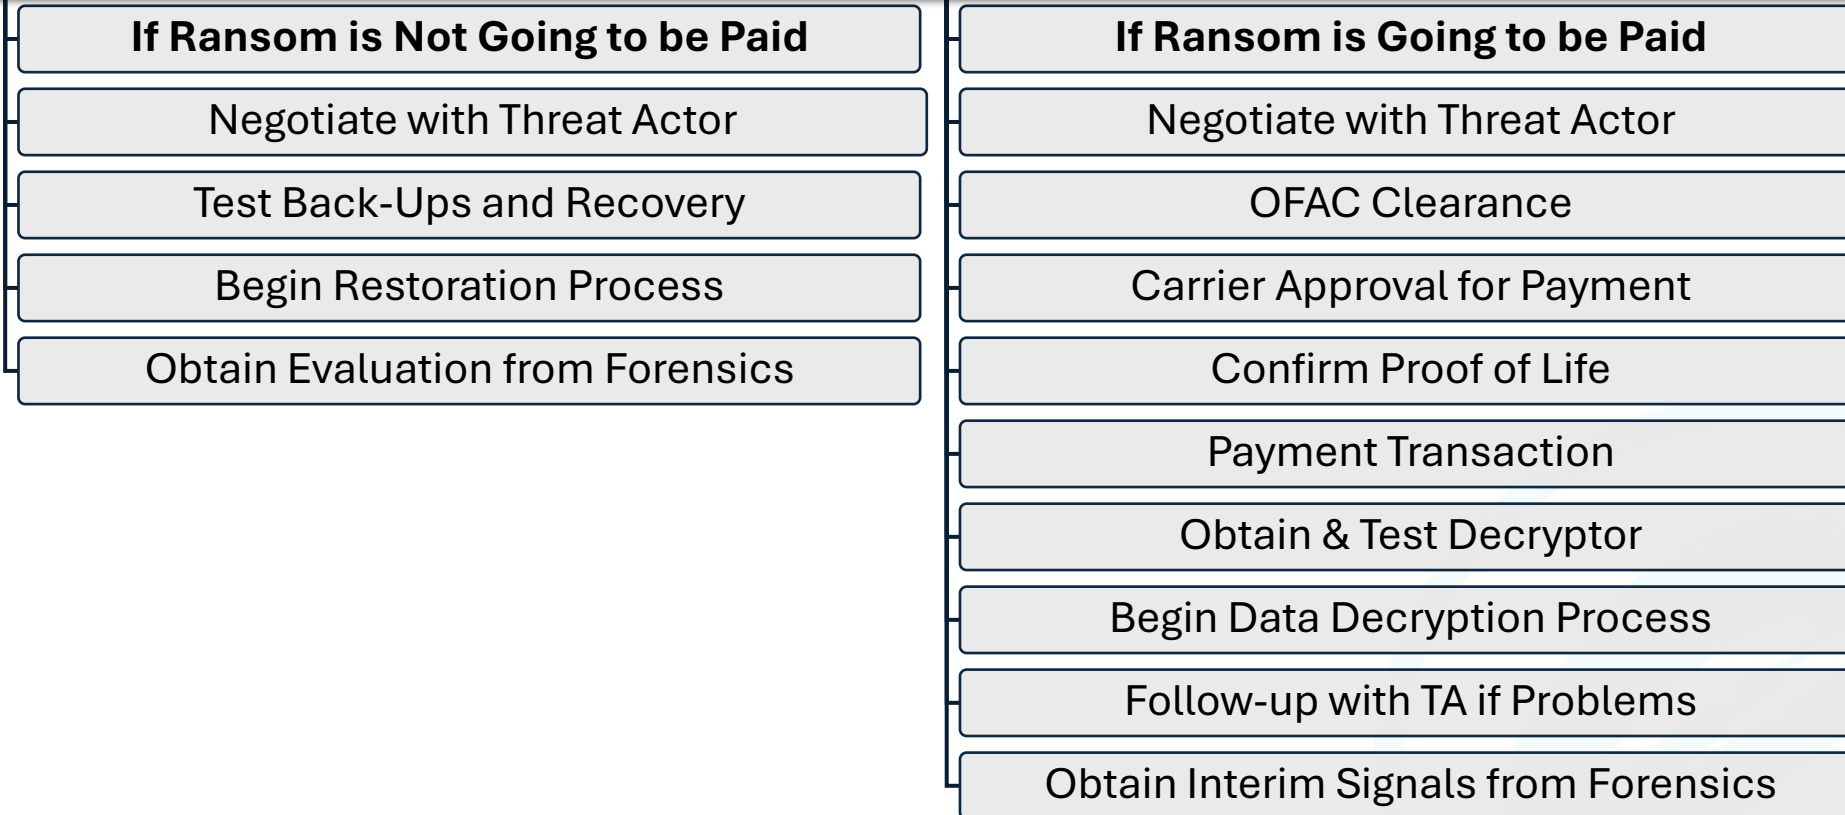 If Ransom is Not Going to be Paid
Negotiate with Threat Actor
Test Back-Ups and Recovery
Begin Restoration Process
Obtain Evaluation from Forensics
If Ransom is Going to be Paid
Negotiate with Threat Actor
OFAC Clearance
Carrier Approval for Payment
Confirm Proof of Life
Payment Transaction
Obtain & Test Decryptor
Begin Data Decryption Process
Follow-up with TA if Problems
Obtain Interim Signals from Forensics